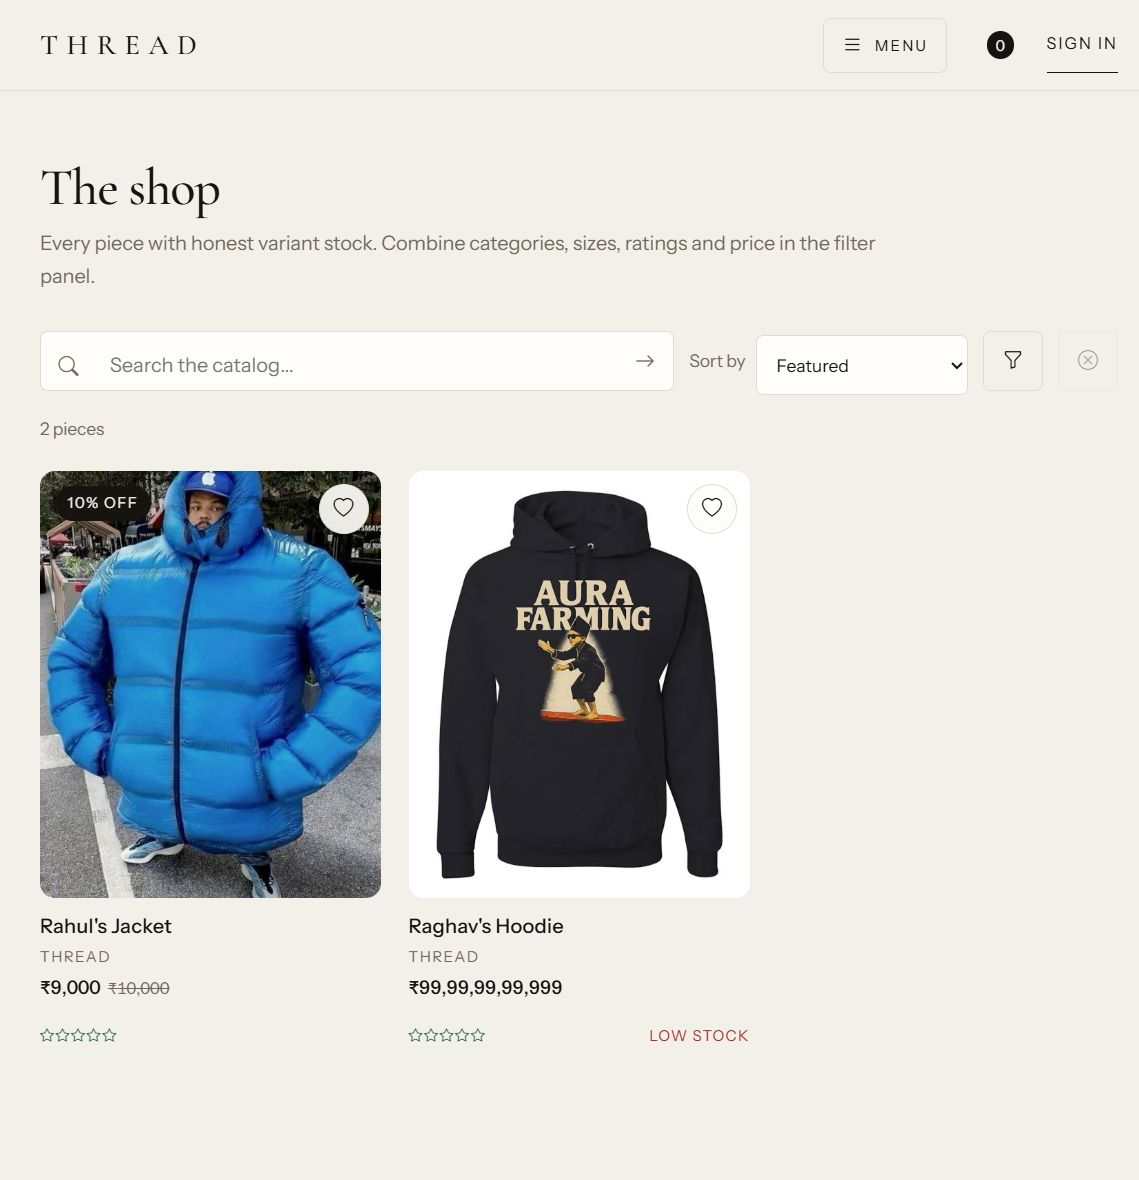 THREAD
MENU
0
SIGN IN
The shop
Every piece with honest variant stock. Combine categories, sizes, ratings and price in the filter
panel.
Search the catalog...
Sort by
Featured
2 pieces
10% OFF
AURA
FARMING
Rahul's Jacket
THREAD
₹9,000 ₹10,000
Raghav's Hoodie
THREAD
₹99,99,99,99,999
LOW STOCK